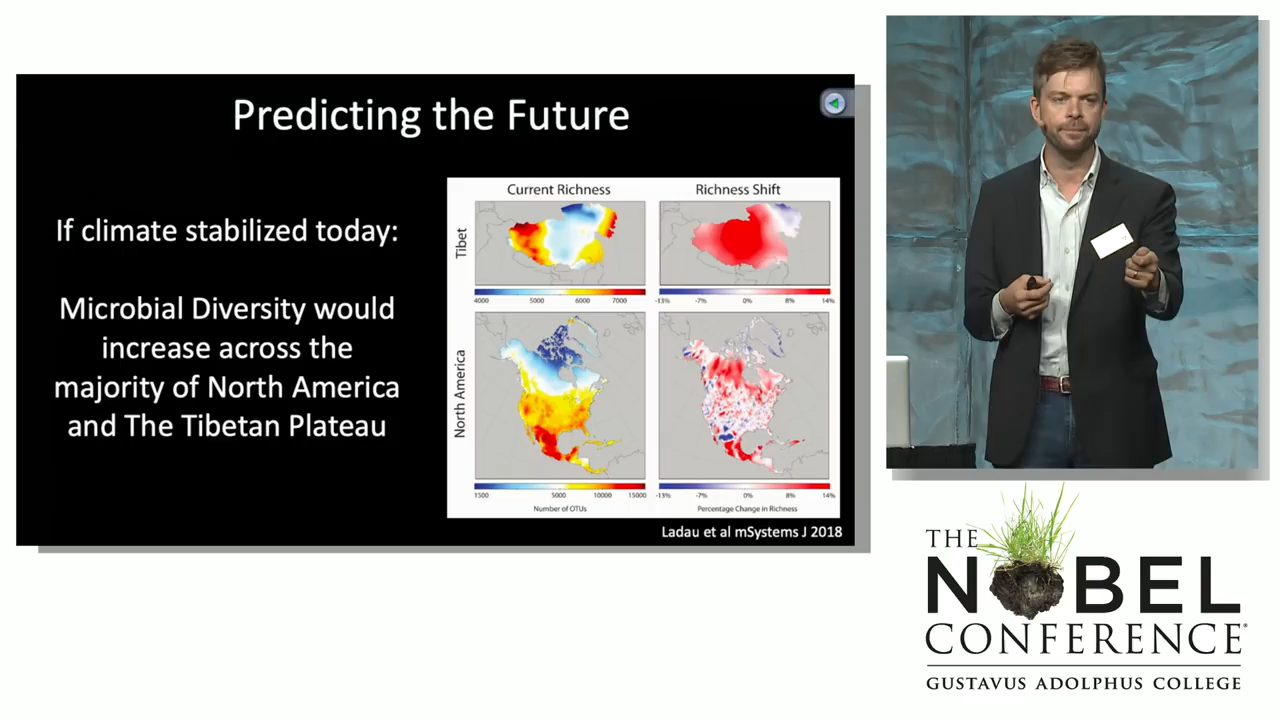 Predicting the Future
If climate stabilized today:
Microbial Diversity would
increase across the
majority of North America
and The Tibetan Plateau
Current Richness
Richness Shift
Tibet
4000 5000 6000 7000
-13% -7% 0% 8% 14%
North America
1500 5000 10000 15000
-13% -7% 0% 8% 14%
Number of OTUs
Percentage Change in Richness
Ladau et al mSystems J 2018
THE
NOBEL
CONFERENCE®
GUSTAVUS ADOLPHUS COLLEGE